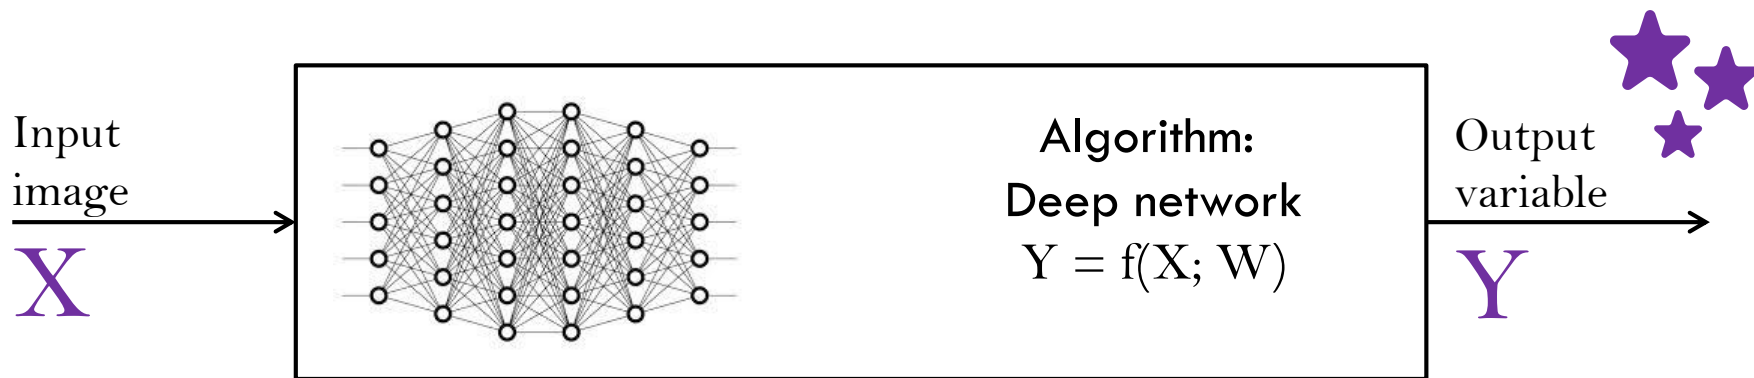 Input
image
X
Algorithm:
Deep network
Y = f(X; W)
Output
variable
Y